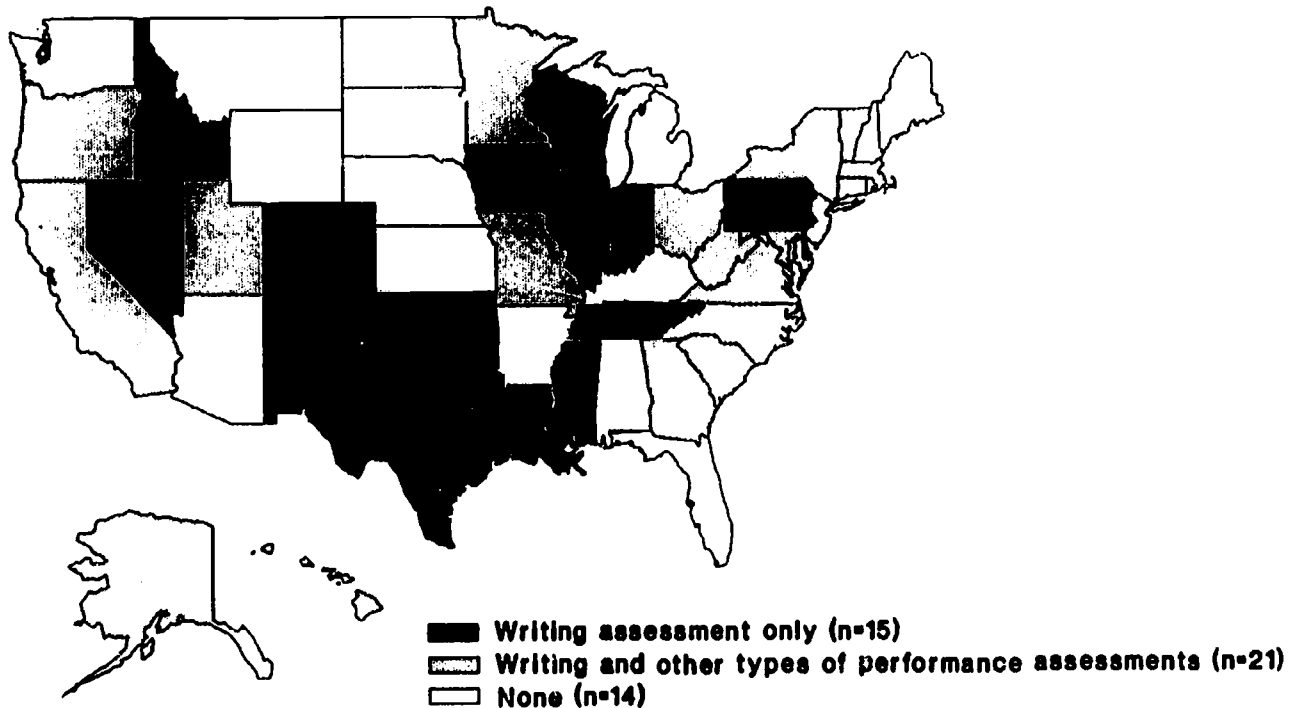 Writing assessment only (n=15)
Writing and other types of performance assessments (n=21)
None (n=14)